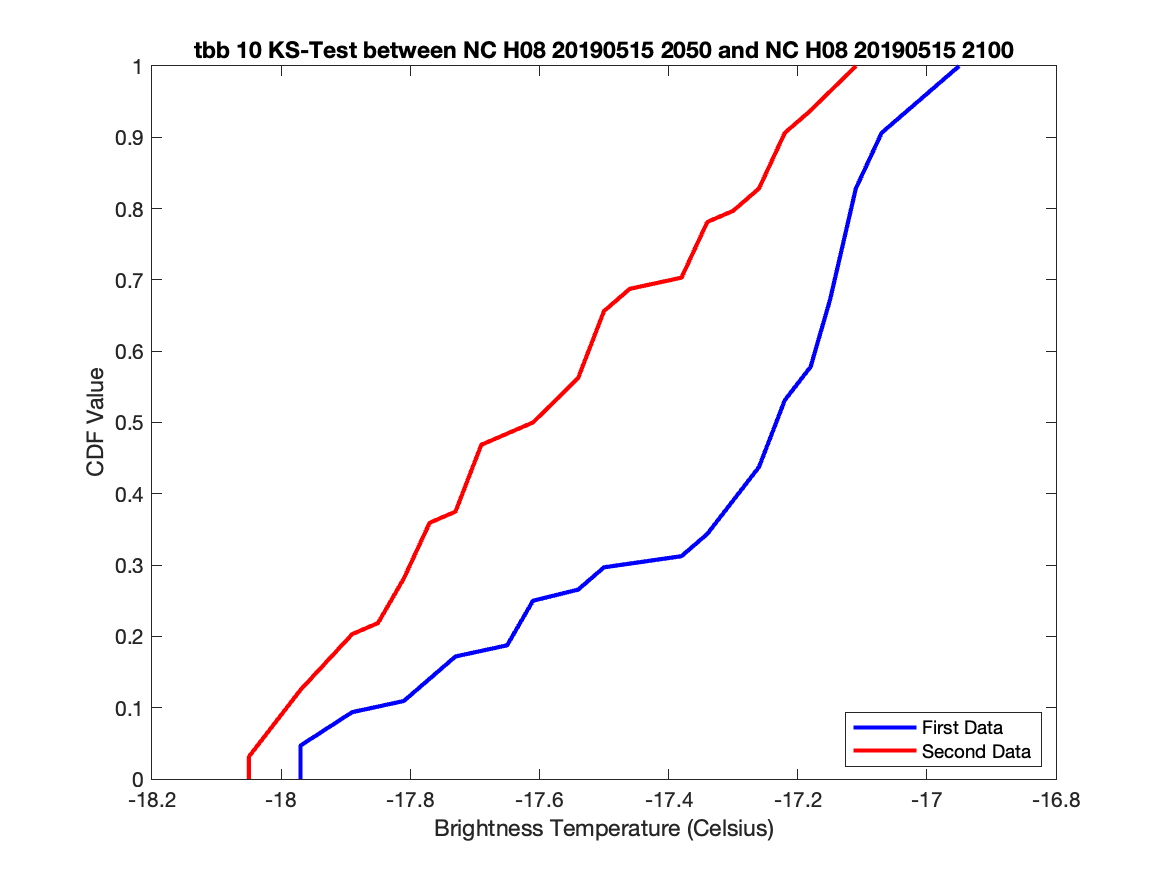 tbb 10 KS-Test between NC H08 20190515 2050 and NC H08 20190515 2100
1
0.9
0.8
0.7
0.6
0.5
0.4
0.3
0.2
0.1
0
CDF Value
First Data
Second Data
-18.2 -18 -17.8 -17.6 -17.4 -17.2 -17 -16.8
Brightness Temperature (Celsius)